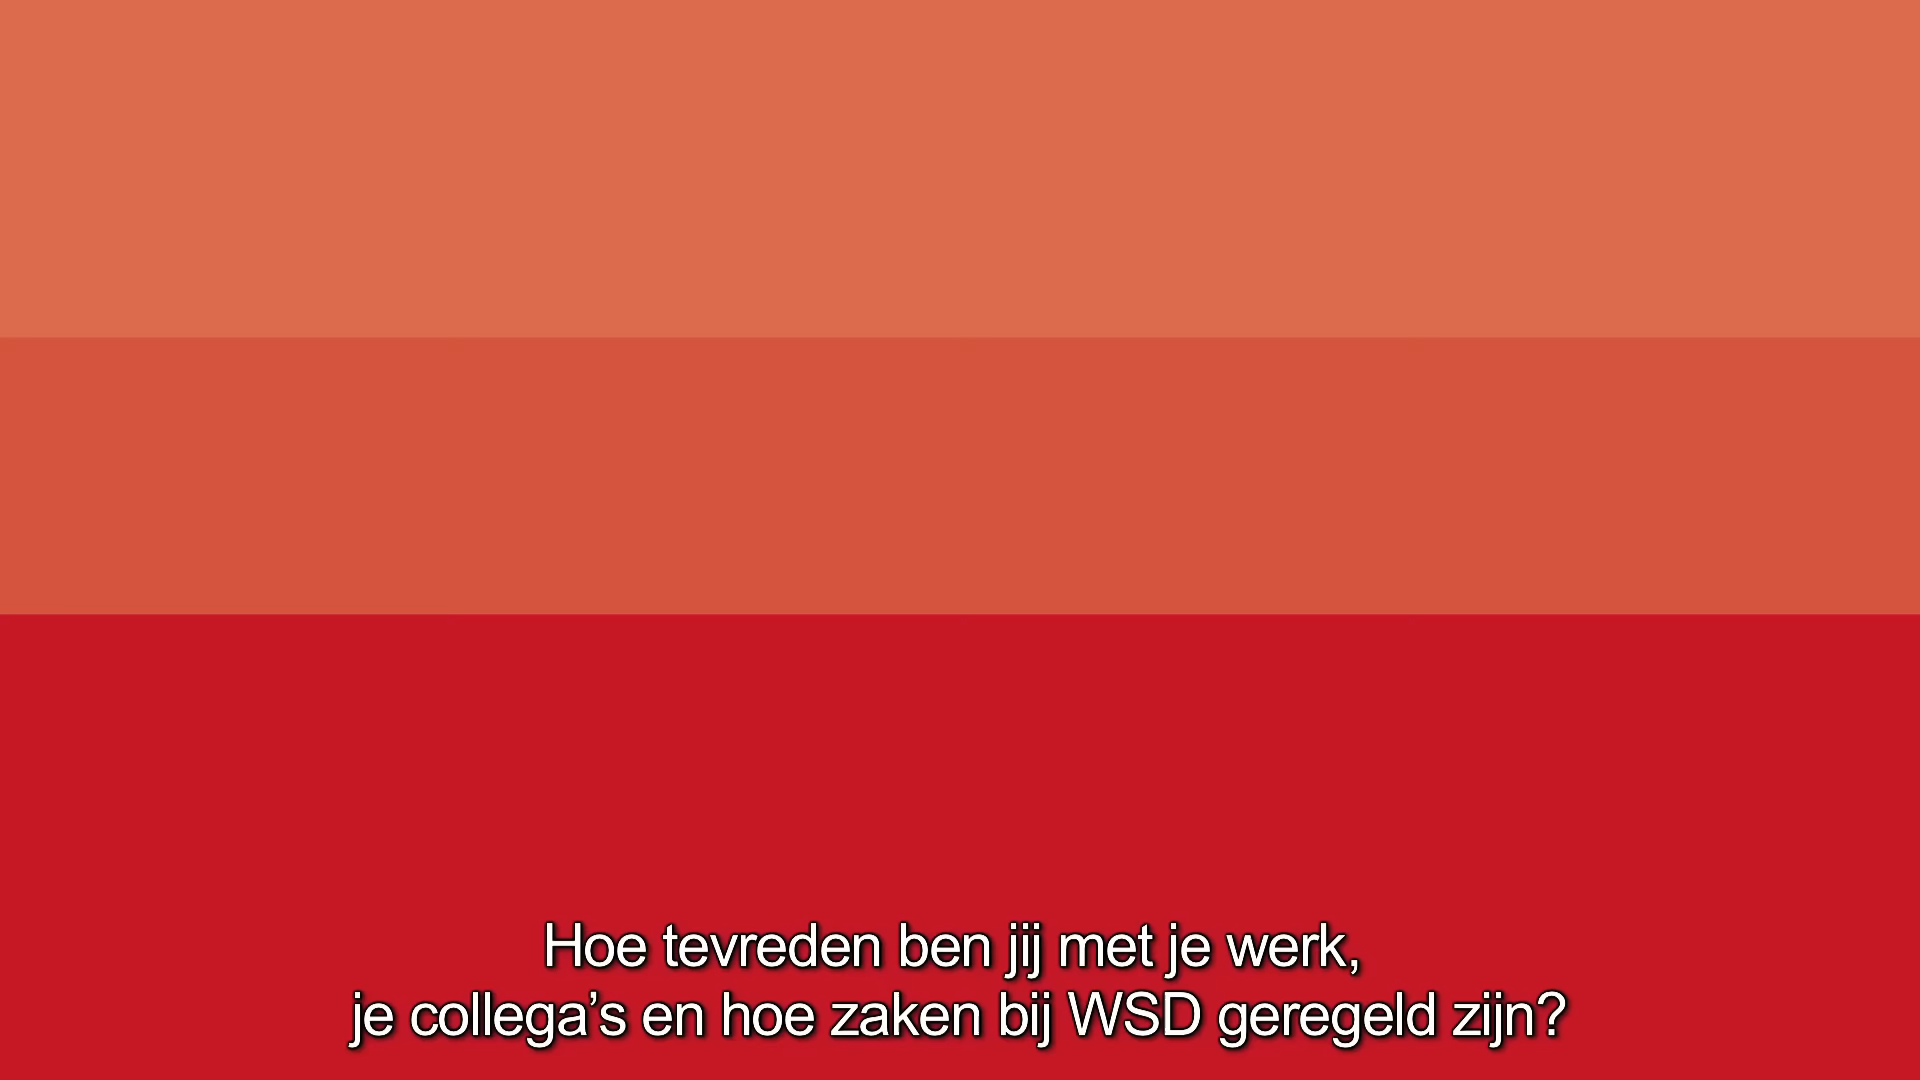 Hoe tevreden ben jij met je werk,
je collega’s en hoe zaken bij WSD geregeld zijn?